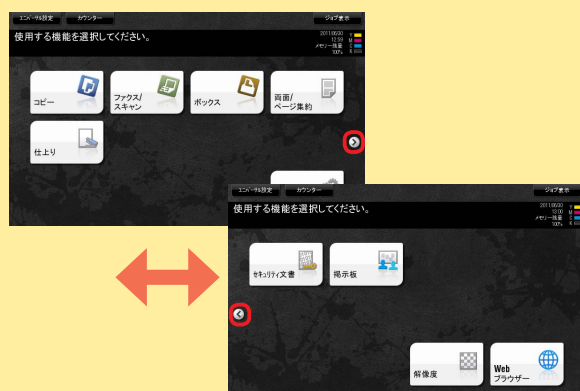 ユニバーサル設定 カウンター ジョブ表示
使用する機能を選択してください。
2011/06/30
12:59
メモリー残量
100%
Y
M
C
K
コピー
ファクス/
スキャン
ボックス
両面/
ページ集約
仕上り
ユニバーサル設定 カウンター ジョブ表示
使用する機能を選択してください。
2011/06/30
13:00
メモリー残量
100%
Y
M
C
K
セキュリティ文書
掲示板
解像度
Web
ブラウザー